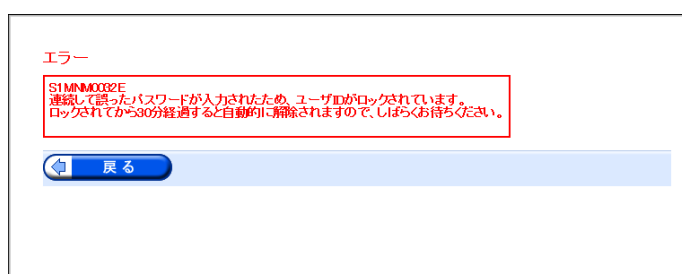 エラー
S1MNM0032E
連続して誤ったパスワードが入力されたため、ユーザIDがロックされています。
ロックされてから30分経過すると自動的に解除されますので、しばらくお待ちください。
戻る